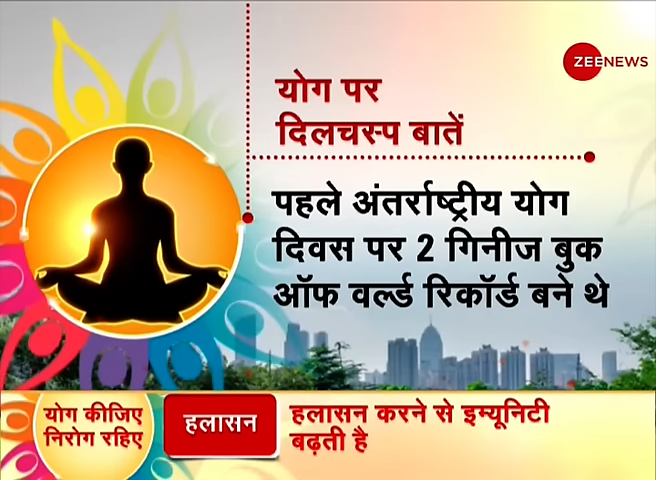 ZEENEWS
योग पर
दिलचस्प बातें
पहले अंतर्राष्ट्रीय योग
दिवस पर 2 गिनीज बुक
ऑफ वर्ल्ड रिकॉर्ड बने थे
योग कीजिए
निरोग रहिए
हलासन
हलासन करने से इम्यूनिटी
बढ़ती है